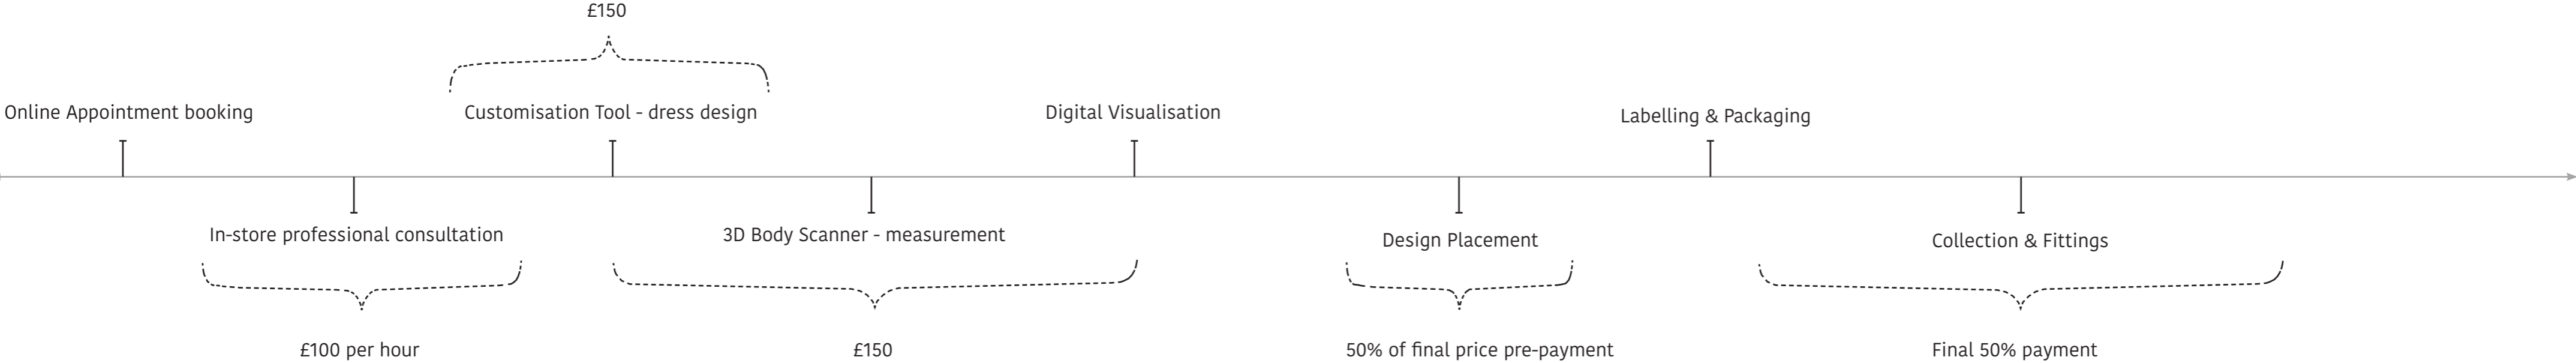 £150
Online Appointment booking
Customisation Tool - dress design
Digital Visualisation
Labelling & Packaging
In-store professional consultation
3D Body Scanner - measurement
Design Placement
Collection & Fittings
£100 per hour
£150
50% of final price pre-payment
Final 50% payment